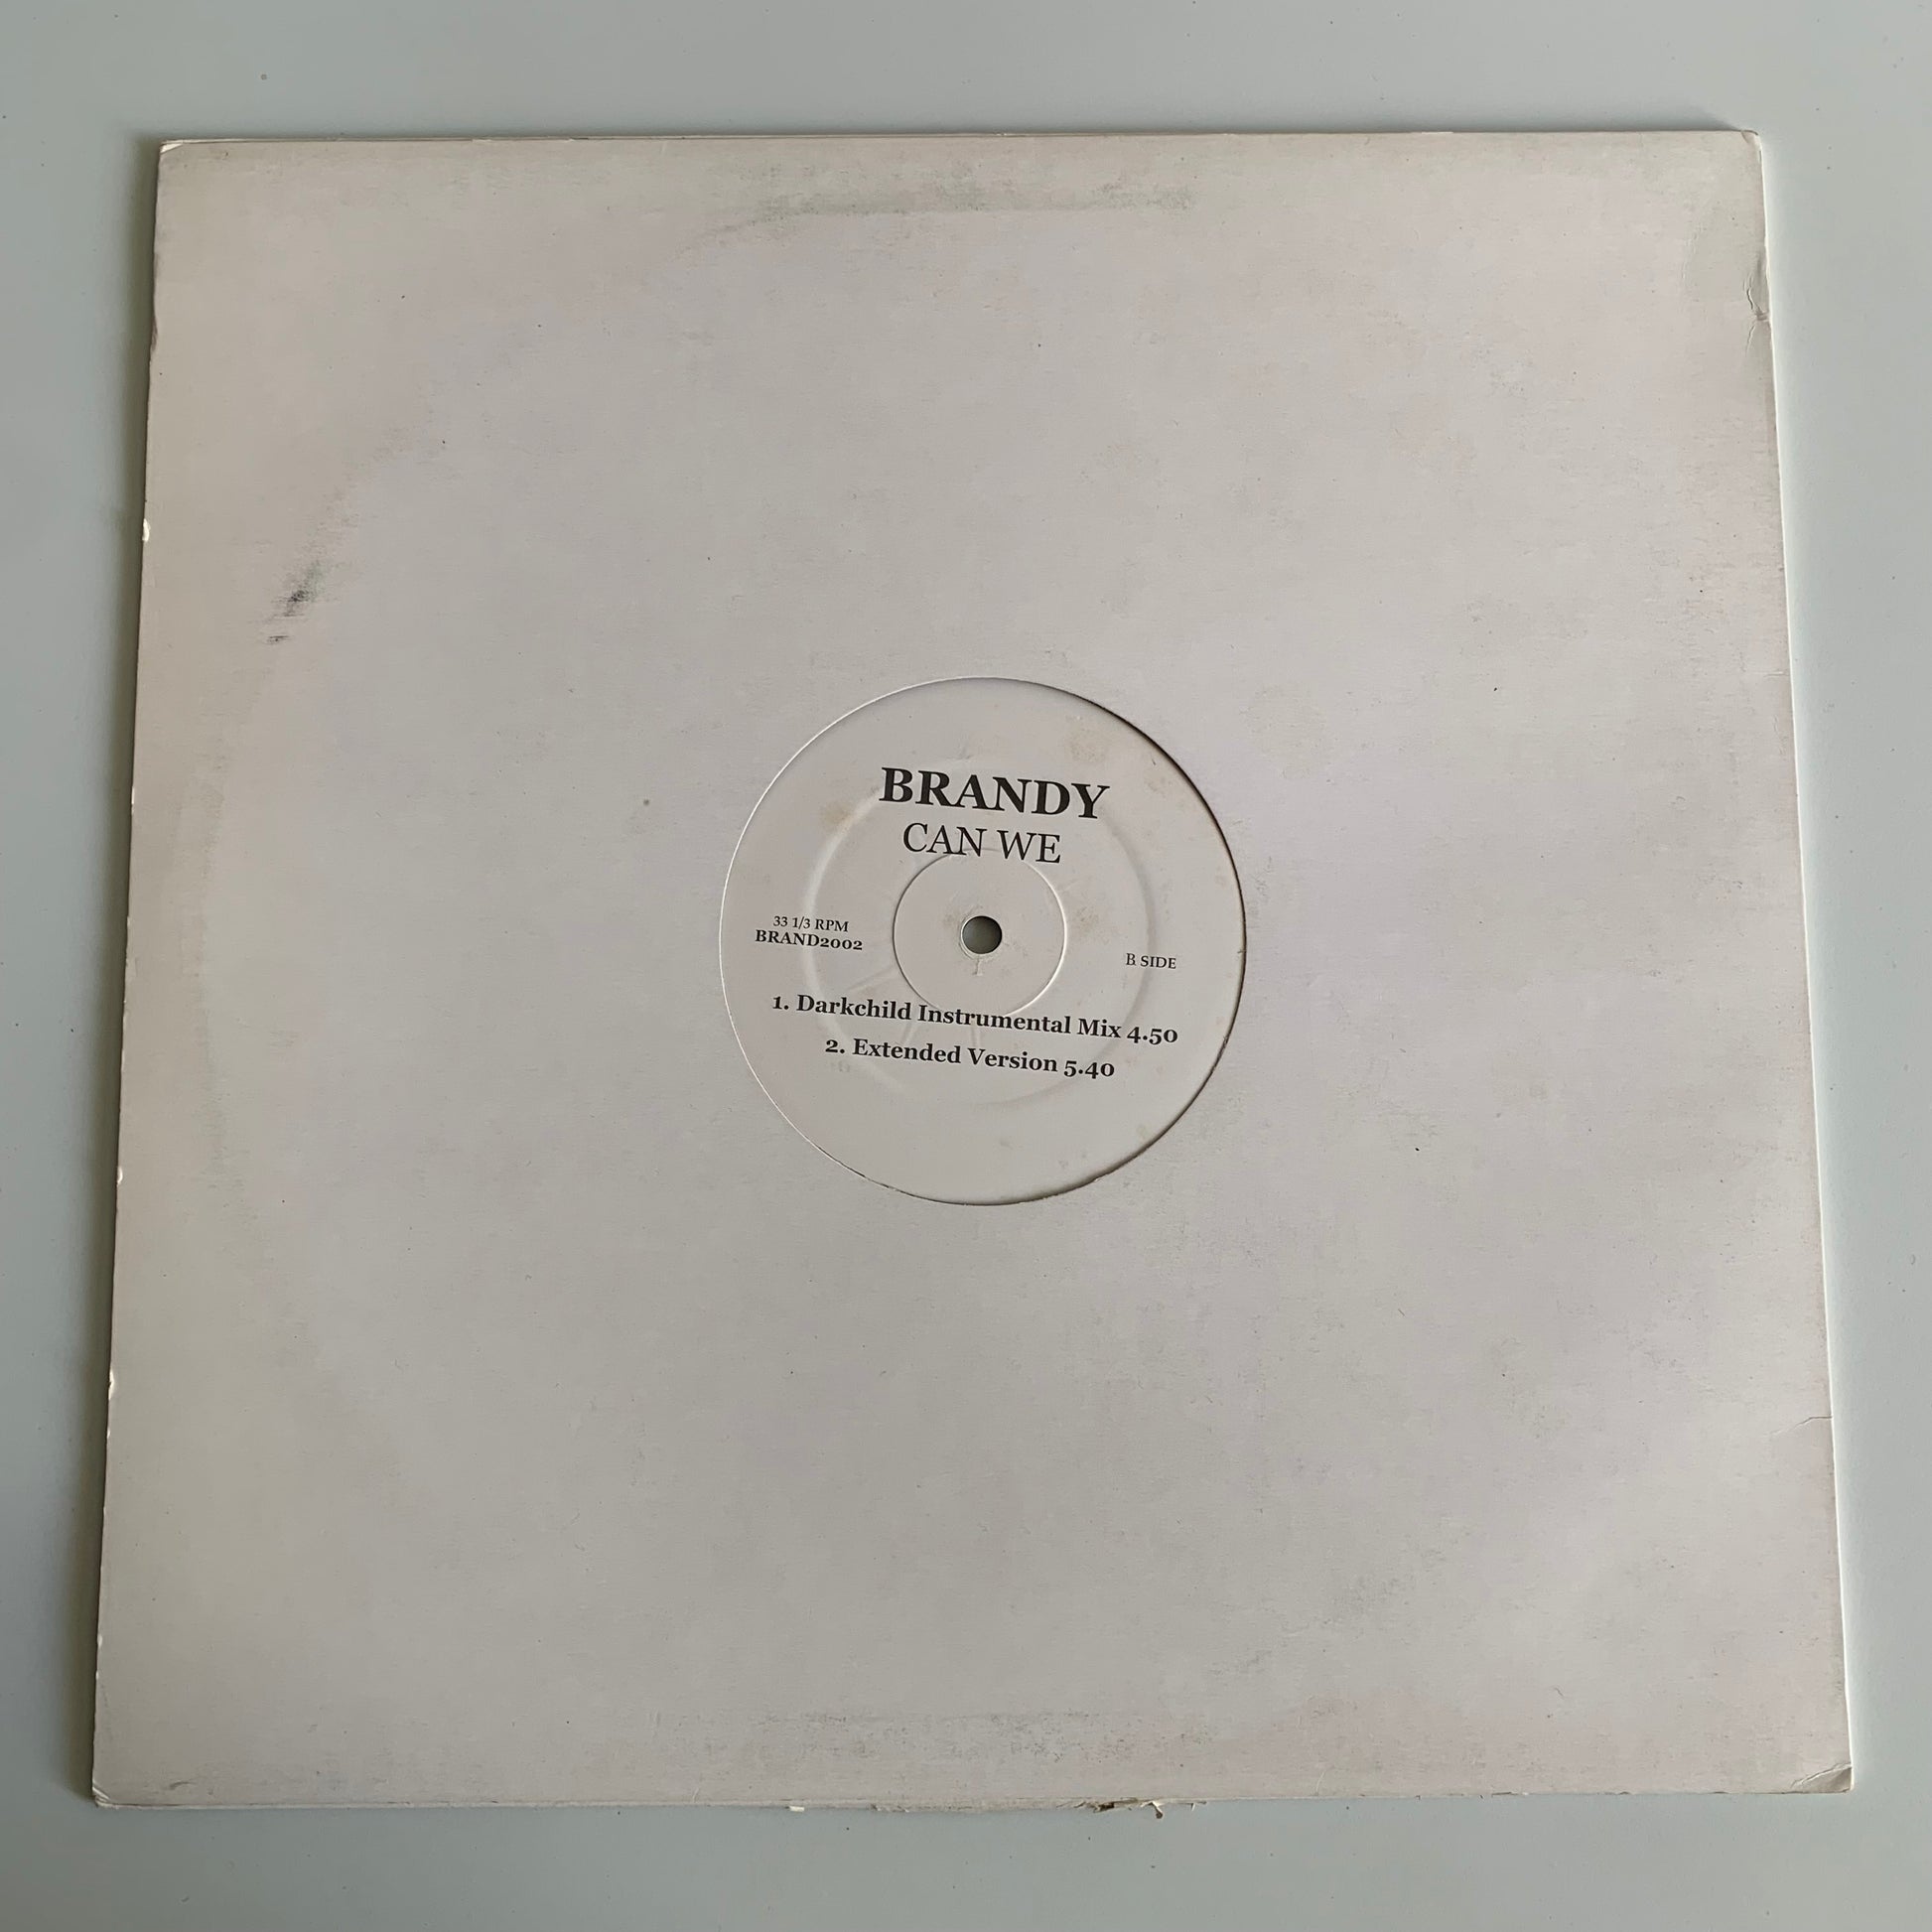 BRANDY
CAN WE
33 1/3 RPM
BRAND2002
B SIDE
1. Darkchild Instrumental Mix 4.50
2. Extended Version 5.40